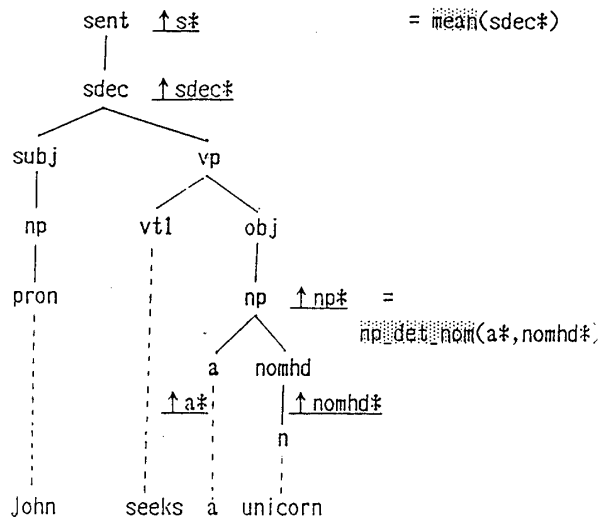 sent ↑s* = mean(sdec*)
sdec ↑sdec*
subj vp
np vt1 obj
pron np ↑np* =
np_det_nom(a*,nomhd*)
a nomhd
↑a* ↑nomhd*
n
John seeks a unicorn